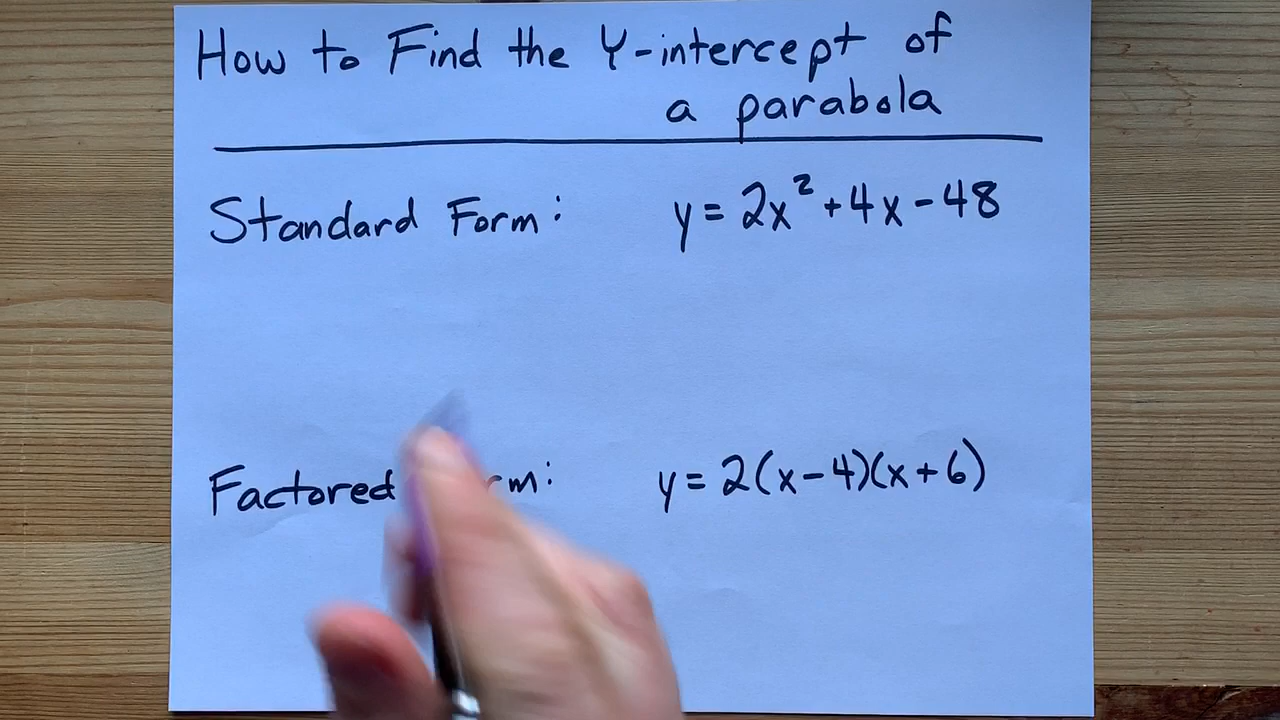 How to Find the Y-intercept of
a parabola
Standard Form: y = 2x² + 4x - 48
Factored y = 2(x - 4)(x + 6)